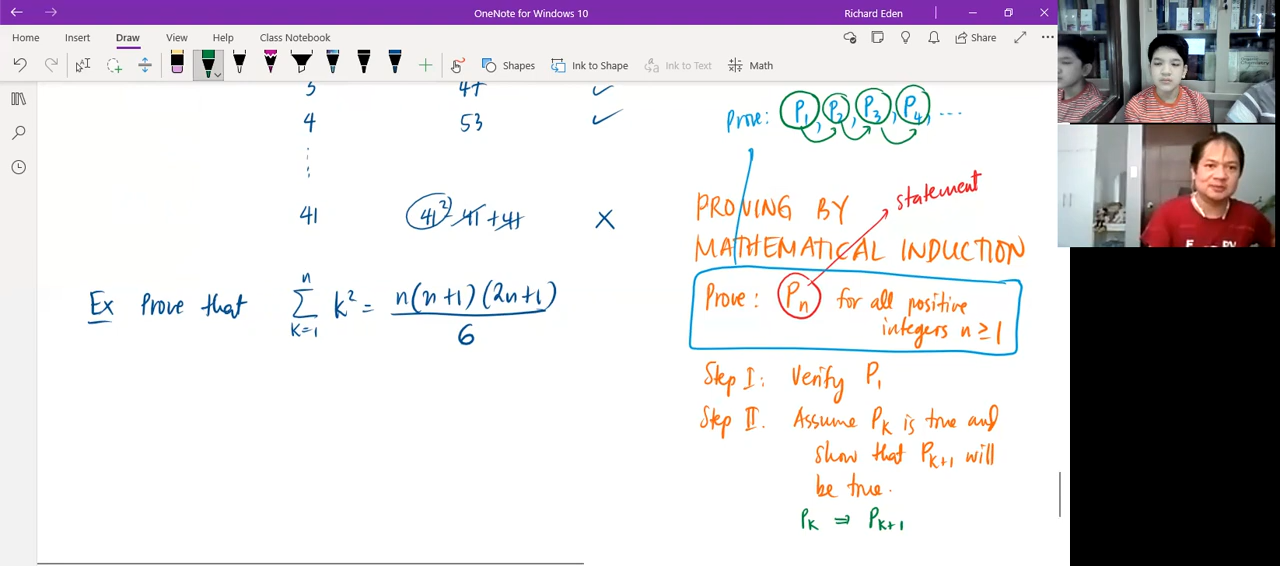 OneNote for Windows 10
Richard Eden
Home Insert Draw View Help Class Notebook
Share
Shapes Ink to Shape Ink to Text Math
3 47 ✓
4 53 ✓
⋮
41 41² - 41 + 41 ×
Ex Prove that n ∑ k=1 k² = n(n+1)(2n+1) / 6
Prove: P₁, P₂, P₃, P₄, ...
statement
PROVING BY
MATHEMATICAL INDUCTION
Prove: Pₙ for all positive
integers n ≥ 1
Step I: Verify P₁
Step II. Assume Pₖ is true and
show that Pₖ₊₁ will
be true.
Pₖ ⇒ Pₖ₊₁